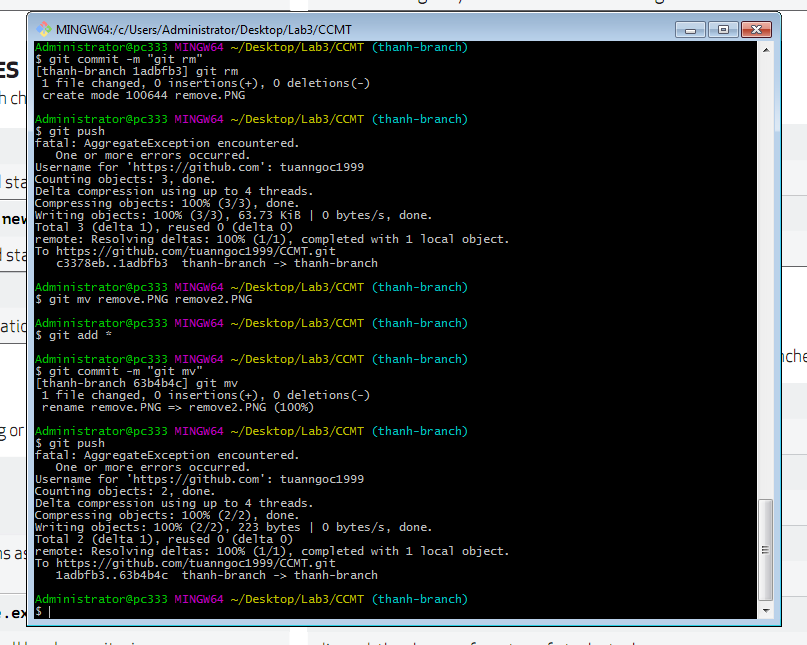 MINGW64:/c/Users/Administrator/Desktop/Lab3/CCMT
Administrator@pc333 MINGW64 ~/Desktop/Lab3/CCMT (thanh-branch)
$ git commit -m "git rm"
[thanh-branch 1adbfb3] git rm
 1 file changed, 0 insertions(+), 0 deletions(-)
 create mode 100644 remove.PNG

Administrator@pc333 MINGW64 ~/Desktop/Lab3/CCMT (thanh-branch)
$ git push
fatal: AggregateException encountered.
   One or more errors occurred.
Username for 'https://github.com': tuanngoc1999
Counting objects: 3, done.
Delta compression using up to 4 threads.
Compressing objects: 100% (3/3), done.
Writing objects: 100% (3/3), 63.73 KiB | 0 bytes/s, done.
Total 3 (delta 1), reused 0 (delta 0)
remote: Resolving deltas: 100% (1/1), completed with 1 local object.
To https://github.com/tuanngoc1999/CCMT.git
   c3378eb..1adbfb3  thanh-branch -> thanh-branch

Administrator@pc333 MINGW64 ~/Desktop/Lab3/CCMT (thanh-branch)
$ git mv remove.PNG remove2.PNG

Administrator@pc333 MINGW64 ~/Desktop/Lab3/CCMT (thanh-branch)
$ git add *

Administrator@pc333 MINGW64 ~/Desktop/Lab3/CCMT (thanh-branch)
$ git commit -m "git mv"
[thanh-branch 63b4b4c] git mv
 1 file changed, 0 insertions(+), 0 deletions(-)
 rename remove.PNG => remove2.PNG (100%)

Administrator@pc333 MINGW64 ~/Desktop/Lab3/CCMT (thanh-branch)
$ git push
fatal: AggregateException encountered.
   One or more errors occurred.
Username for 'https://github.com': tuanngoc1999
Counting objects: 2, done.
Delta compression using up to 4 threads.
Compressing objects: 100% (2/2), done.
Writing objects: 100% (2/2), 223 bytes | 0 bytes/s, done.
Total 2 (delta 1), reused 0 (delta 0)
remote: Resolving deltas: 100% (1/1), completed with 1 local object.
To https://github.com/tuanngoc1999/CCMT.git
   1adbfb3..63b4b4c  thanh-branch -> thanh-branch

Administrator@pc333 MINGW64 ~/Desktop/Lab3/CCMT (thanh-branch)
$